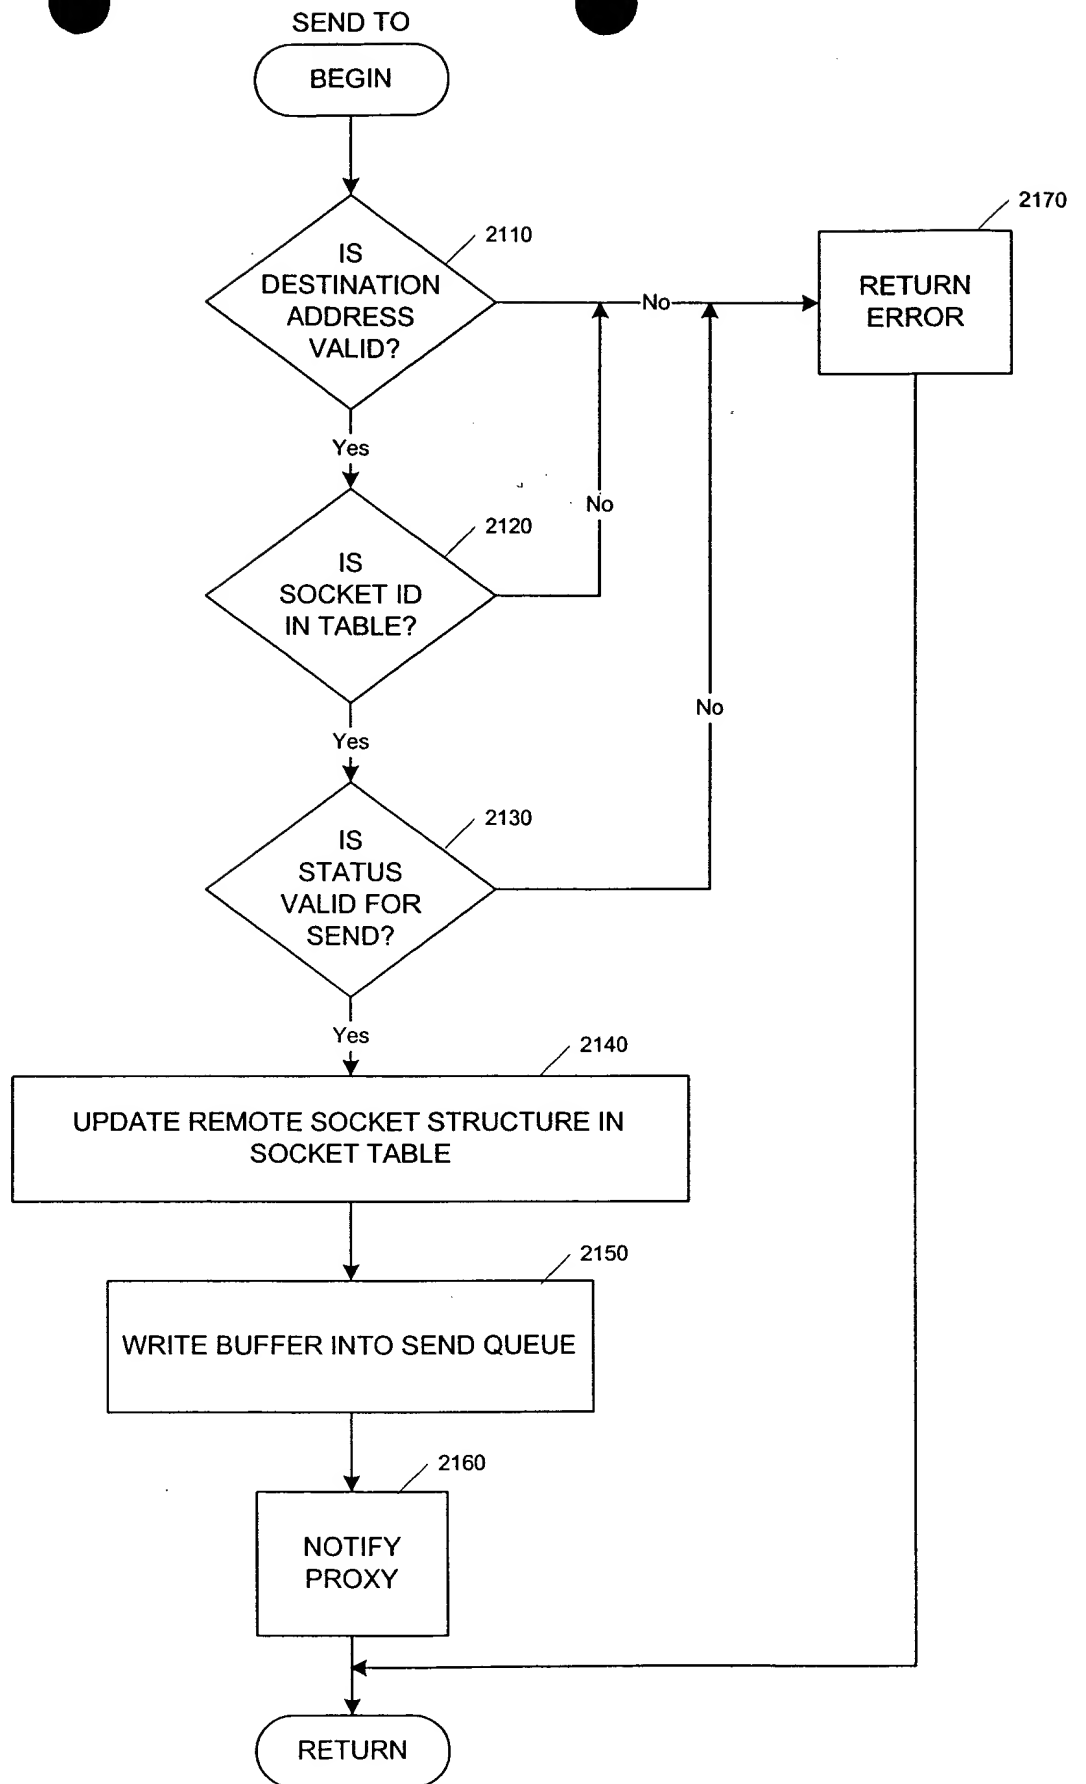 SEND TO
BEGIN
2170
2110
IS
DESTINATION
ADDRESS
VALID?
No
RETURN
ERROR
Yes
No
2120
IS
SOCKET ID
IN TABLE?
No
Yes
2130
IS
STATUS
VALID FOR
SEND?
Yes
2140
UPDATE REMOTE SOCKET STRUCTURE IN
SOCKET TABLE
2150
WRITE BUFFER INTO SEND QUEUE
2160
NOTIFY
PROXY
RETURN